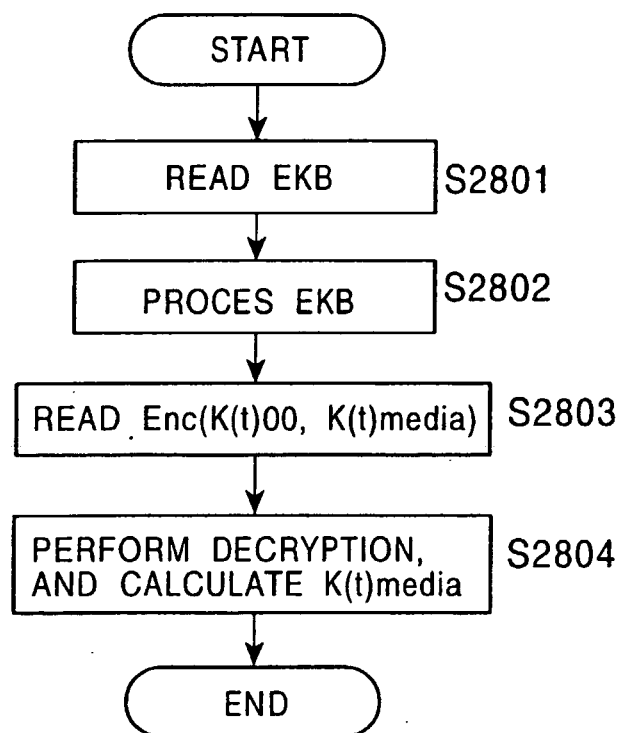 START
READ EKB
S2801
PROCES EKB
S2802
READ Enc(K(t)00, K(t)media)
S2803
PERFORM DECRYPTION,
AND CALCULATE K(t)media
S2804
END